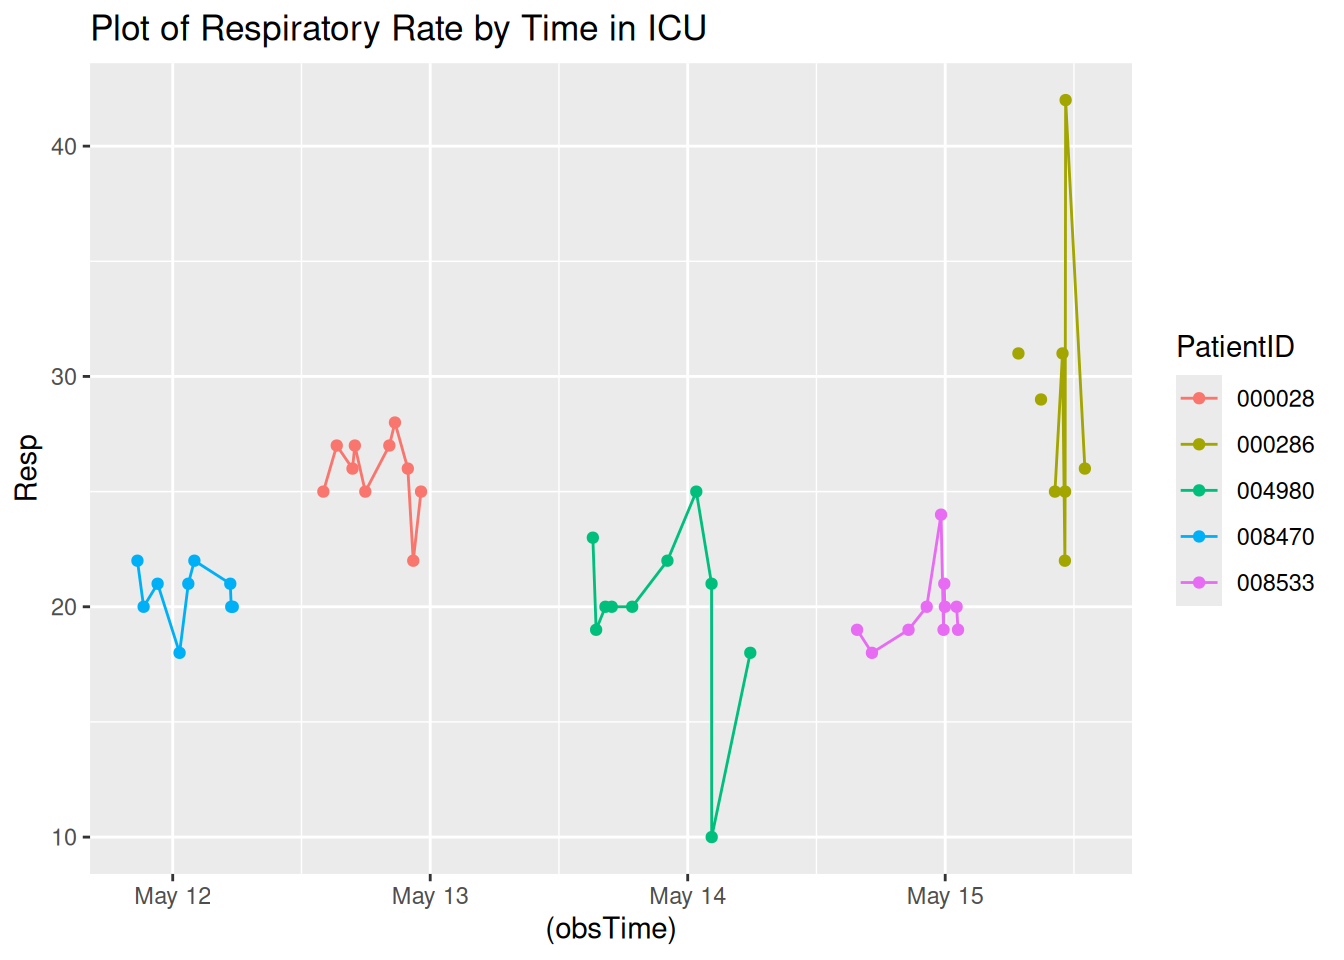 Plot of Respiratory Rate by Time in ICU
Resp
40
30
20
10
May 12
May 13
May 14
May 15
(obsTime)
PatientID
000028
000286
004980
008470
008533